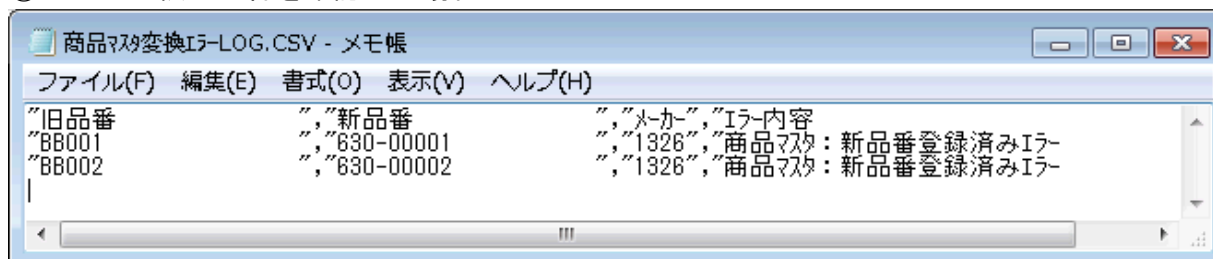 商品ﾏｽﾀ変換ｴﾗｰLOG.CSV - メモ帳
ファイル(F) 編集(E) 書式(O) 表示(V) ヘルプ(H)
"旧品番 ","新品番 ","ﾒｰｶｰ","ｴﾗｰ内容
"BB001 ","630-00001 ","1326","商品ﾏｽﾀ：新品番登録済みｴﾗｰ
"BB002 ","630-00002 ","1326","商品ﾏｽﾀ：新品番登録済みｴﾗｰ